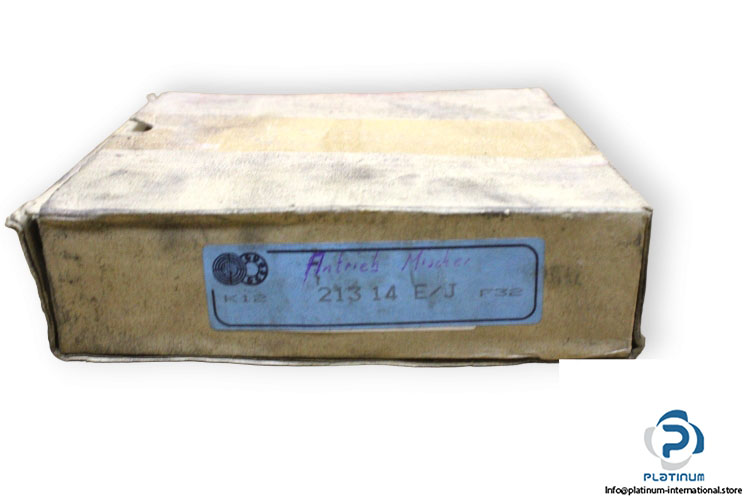 Antrieb Mischer
K12 213 14 E/J F32
PLATINUM
Info@platinum-international.store